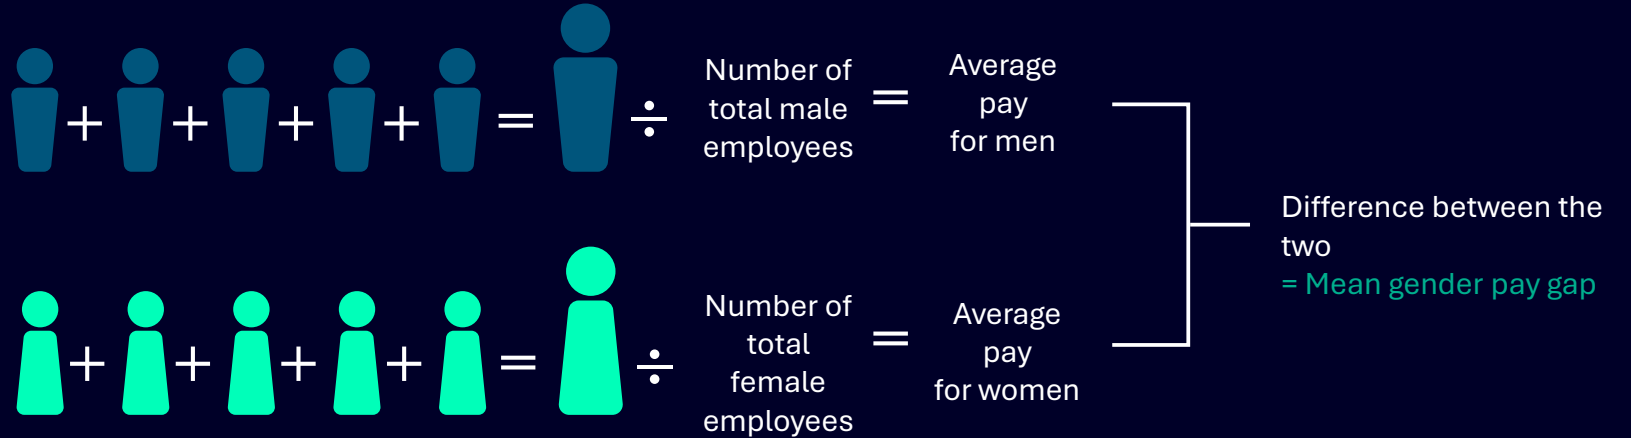 Number of
total male
employees
Average
pay
for men
Difference between the
two
= Mean gender pay gap
Number of
total
female
employees
Average
pay
for women